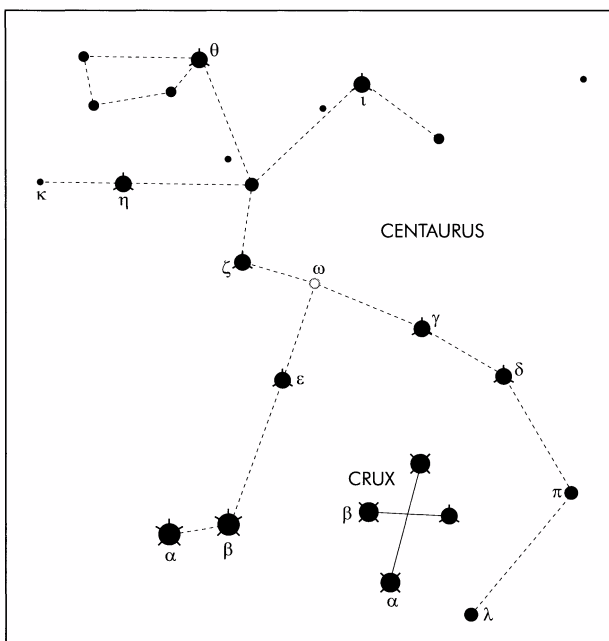 θ
ι
κ
η
CENTAURUS
ζ
ω
γ
δ
ε
CRUX
π
β
α
β
α
λ